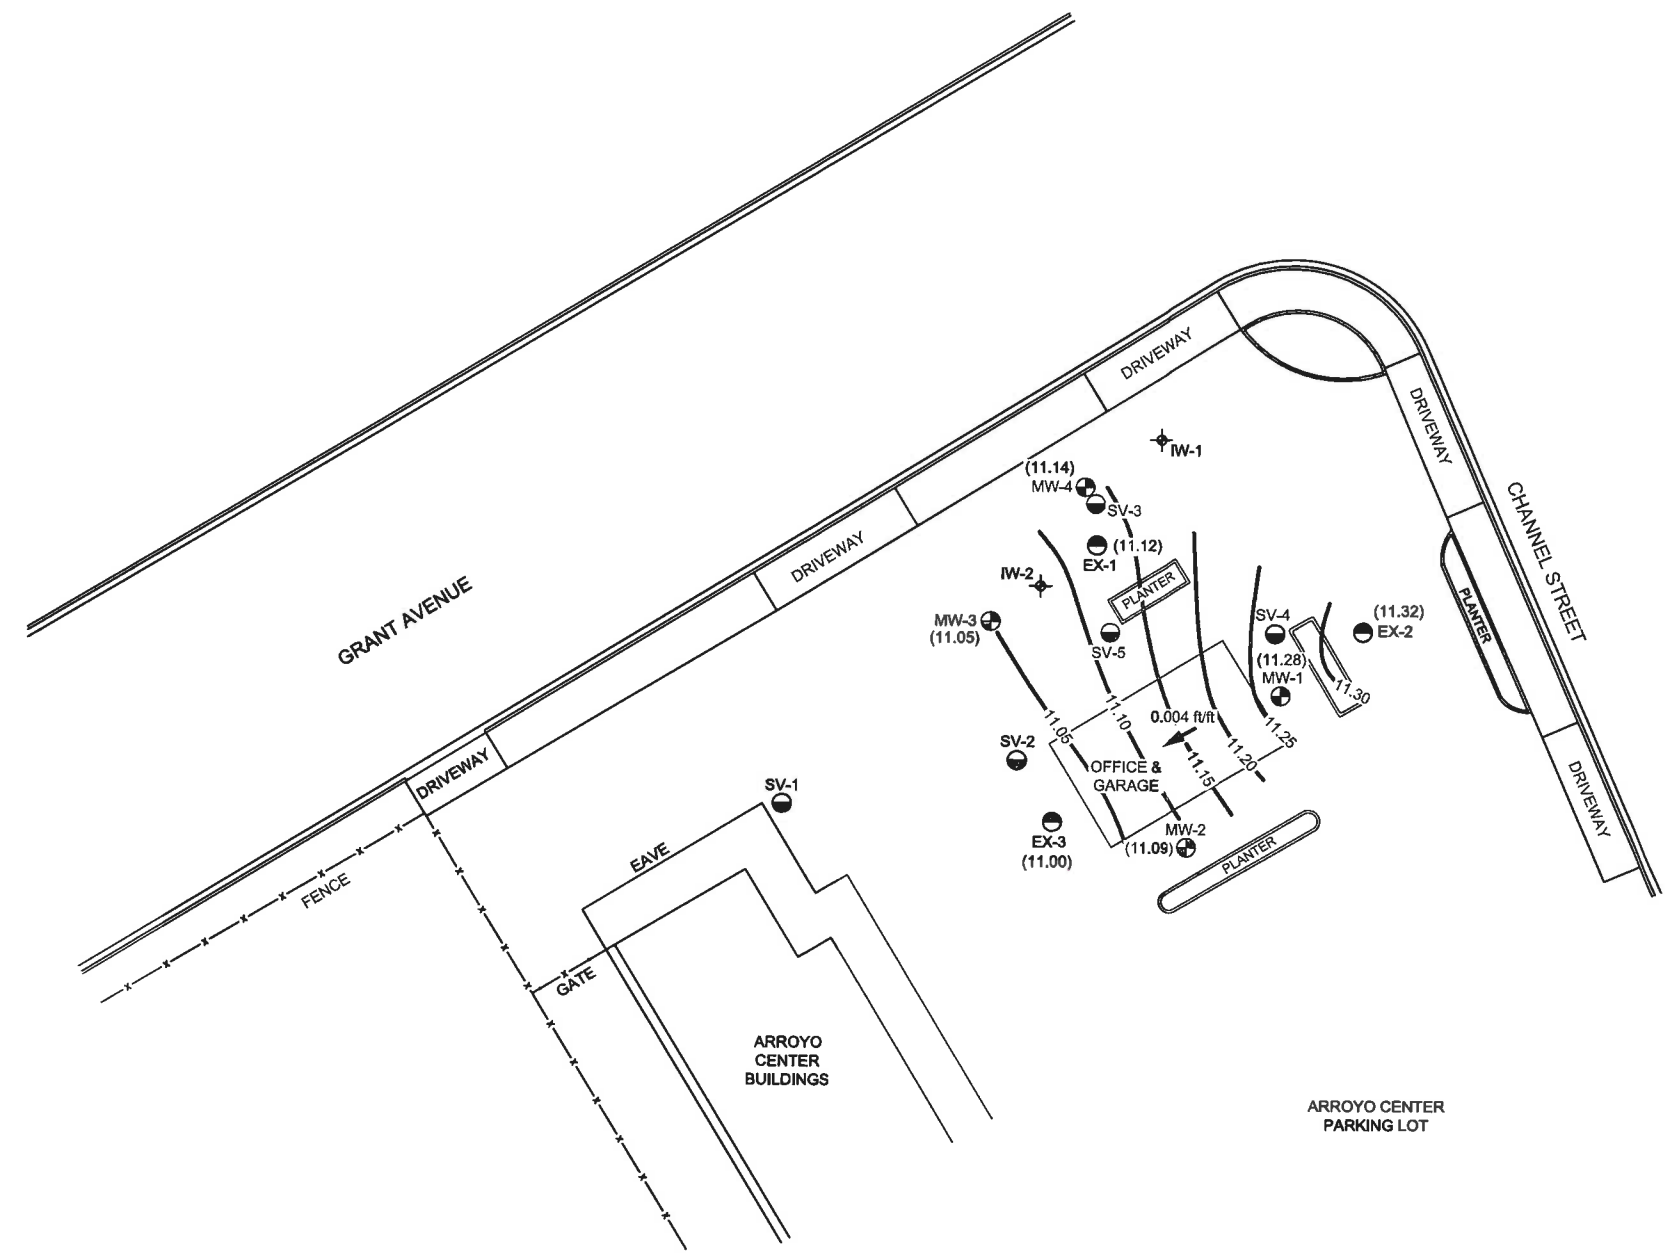 DRIVEWAY
DRIVEWAY
IW-1
(11.14)
MW-4
SV-3
CHANNEL STREET
(11.12)
EX-1
DRIVEWAY
IW-2
PLANTER
PLANTER
GRANT AVENUE
MW-3
(11.05)
SV-4
(11.32)
EX-2
SV-5
(11.28)
MW-1
11.30
11.05
11.10
0.004 ft/ft
11.25
11.20
11.15
SV-2
OFFICE &
GARAGE
DRIVEWAY
DRIVEWAY
SV-1
EX-3
(11.00)
MW-2
(11.09)
PLANTER
EAVE
FENCE
GATE
ARROYO
CENTER
BUILDINGS
ARROYO CENTER
PARKING LOT